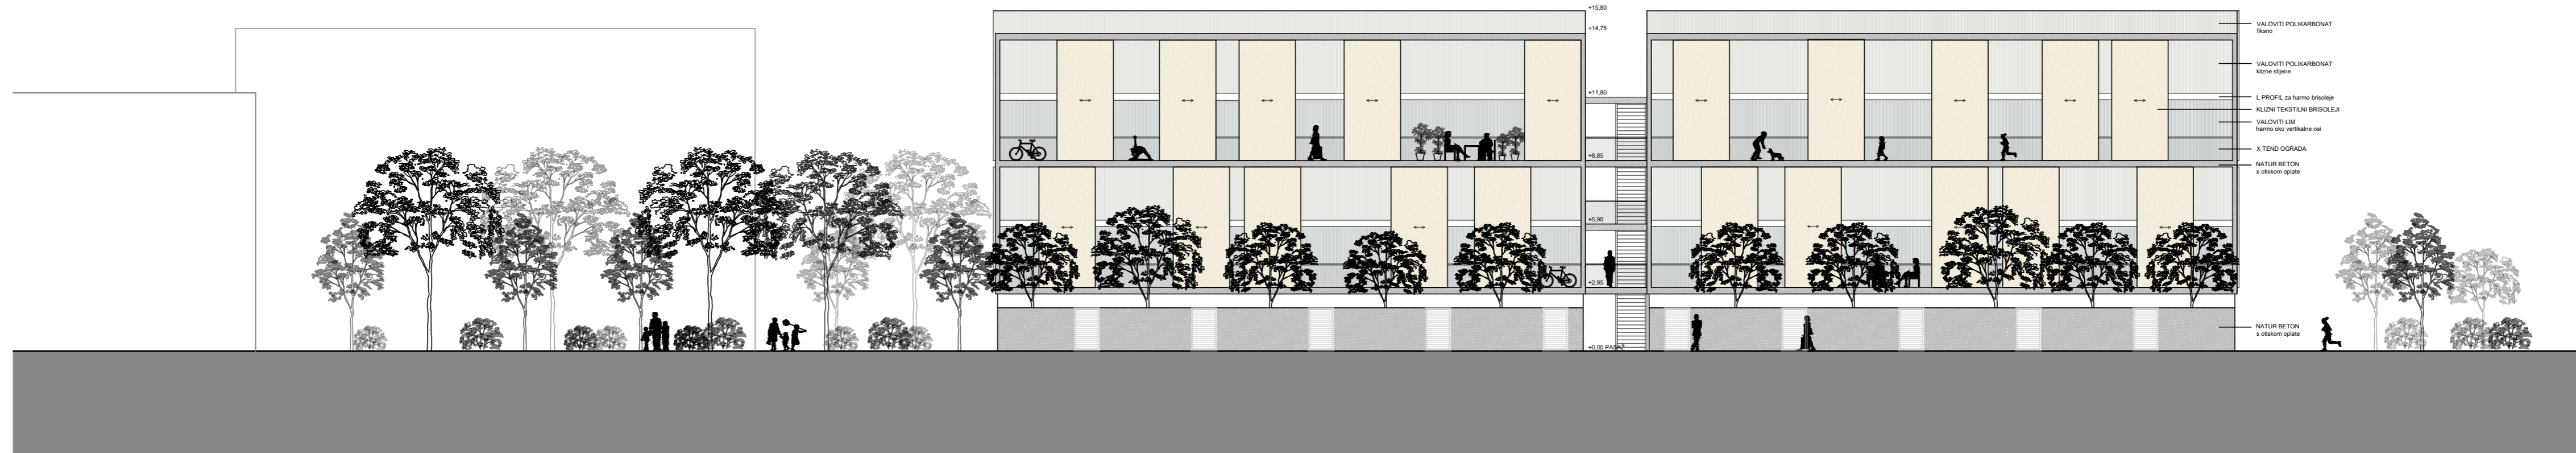 +15,80
+14,75
+11,80
+8,85
+5,90
+2,95
+0,00 PASAŽ
VALOVITI POLIKARBONAT
fiksno
VALOVITI POLIKARBONAT
klizne stijene
L PROFIL za harmo brisoleje
KLIZNI TEKSTILNI BRISOLEJI
VALOVITI LIM
harmo oko vertikalne osi
X TEND OGRADA
NATUR BETON
s otiskom oplate
NATUR BETON
s otiskom oplate